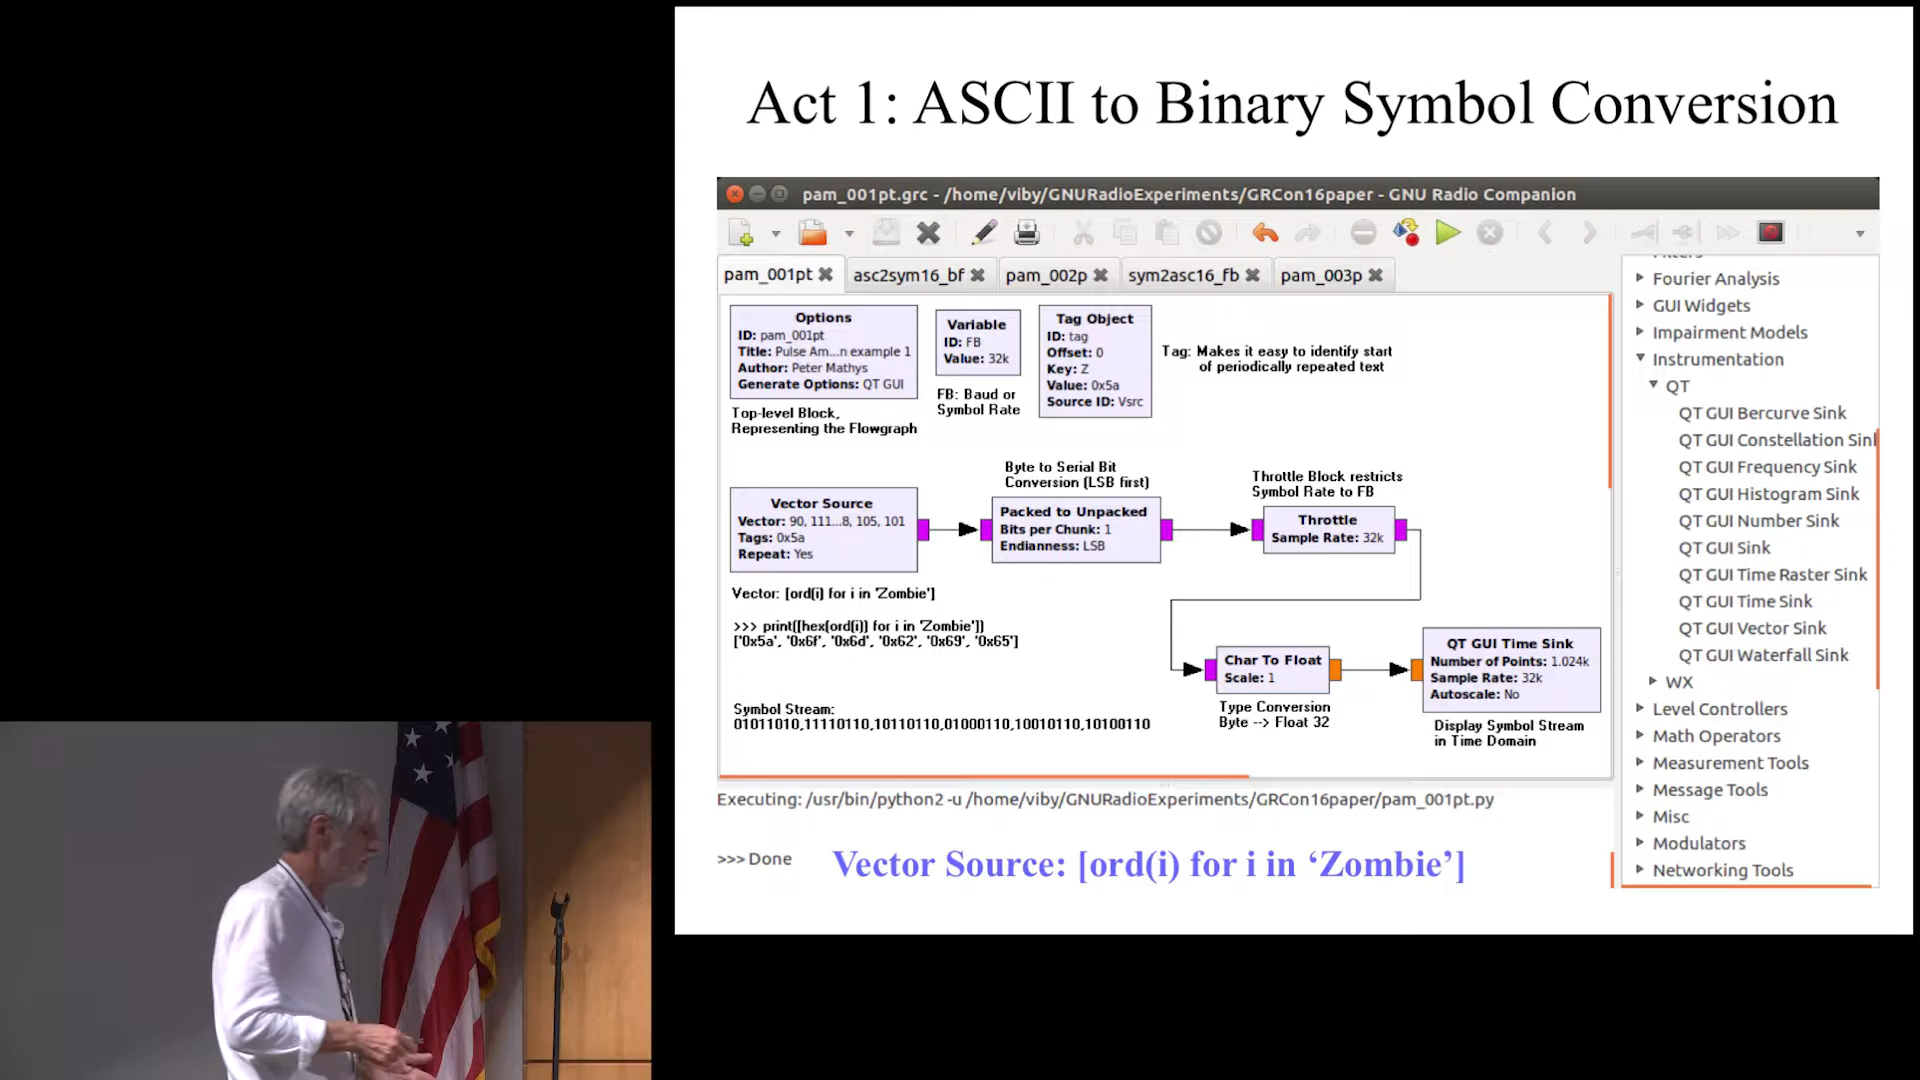 Act 1: ASCII to Binary Symbol Conversion
pam_001pt.grc - /home/viby/GNURadioExperiments/GRCon16paper - GNU Radio Companion
pam_001pt
asc2sym16_bf
pam_002p
sym2asc16_fb
pam_003p
Options
ID: pam_001pt
Title: Pulse Am...n example 1
Author: Peter Mathys
Generate Options: QT GUI
Top-level Block,
Representing the Flowgraph
Variable
ID: FB
Value: 32k
FB: Baud or
Symbol Rate
Tag Object
ID: tag
Offset: 0
Key: Z
Value: 0x5a
Source ID: Vsrc
Tag: Makes it easy to identify start
of periodically repeated text
Vector Source
Vector: 90, 111...8, 105, 101
Tags: 0x5a
Repeat: Yes
Byte to Serial Bit
Conversion (LSB first)
Packed to Unpacked
Bits per Chunk: 1
Endianness: LSB
Throttle Block restricts
Symbol Rate to FB
Throttle
Sample Rate: 32k
Vector: [ord(i) for i in 'Zombie']
>>> print([hex(ord(i)) for i in 'Zombie'])
['0x5a', '0x6f', '0x6d', '0x62', '0x69', '0x65']
Char To Float
Scale: 1
Type Conversion
Byte --> Float 32
QT GUI Time Sink
Number of Points: 1.024k
Sample Rate: 32k
Autoscale: No
Display Symbol Stream
in Time Domain
Symbol Stream:
01011010,11110110,10110110,01000110,10010110,10100110
Fourier Analysis
GUI Widgets
Impairment Models
Instrumentation
QT
QT GUI Bercurve Sink
QT GUI Constellation Sink
QT GUI Frequency Sink
QT GUI Histogram Sink
QT GUI Number Sink
QT GUI Sink
QT GUI Time Raster Sink
QT GUI Time Sink
QT GUI Vector Sink
QT GUI Waterfall Sink
WX
Level Controllers
Math Operators
Measurement Tools
Message Tools
Misc
Modulators
Networking Tools
Executing: /usr/bin/python2 -u /home/viby/GNURadioExperiments/GRCon16paper/pam_001pt.py
>>> Done
Vector Source: [ord(i) for i in ‘Zombie’]